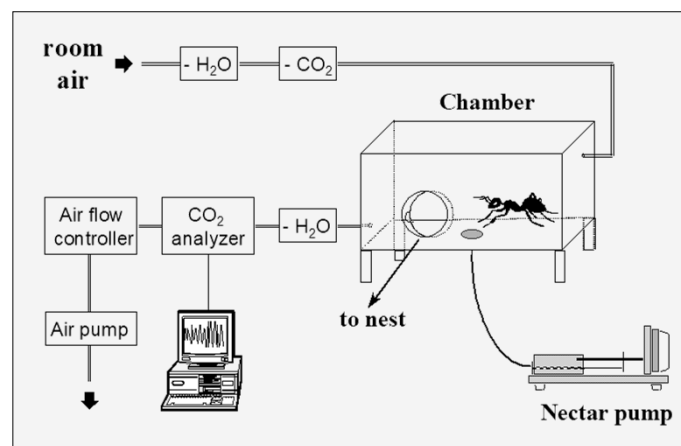 room
air
- H₂O
- CO₂
Chamber
Air flow
controller
CO₂
analyzer
- H₂O
to nest
Air pump
Nectar pump